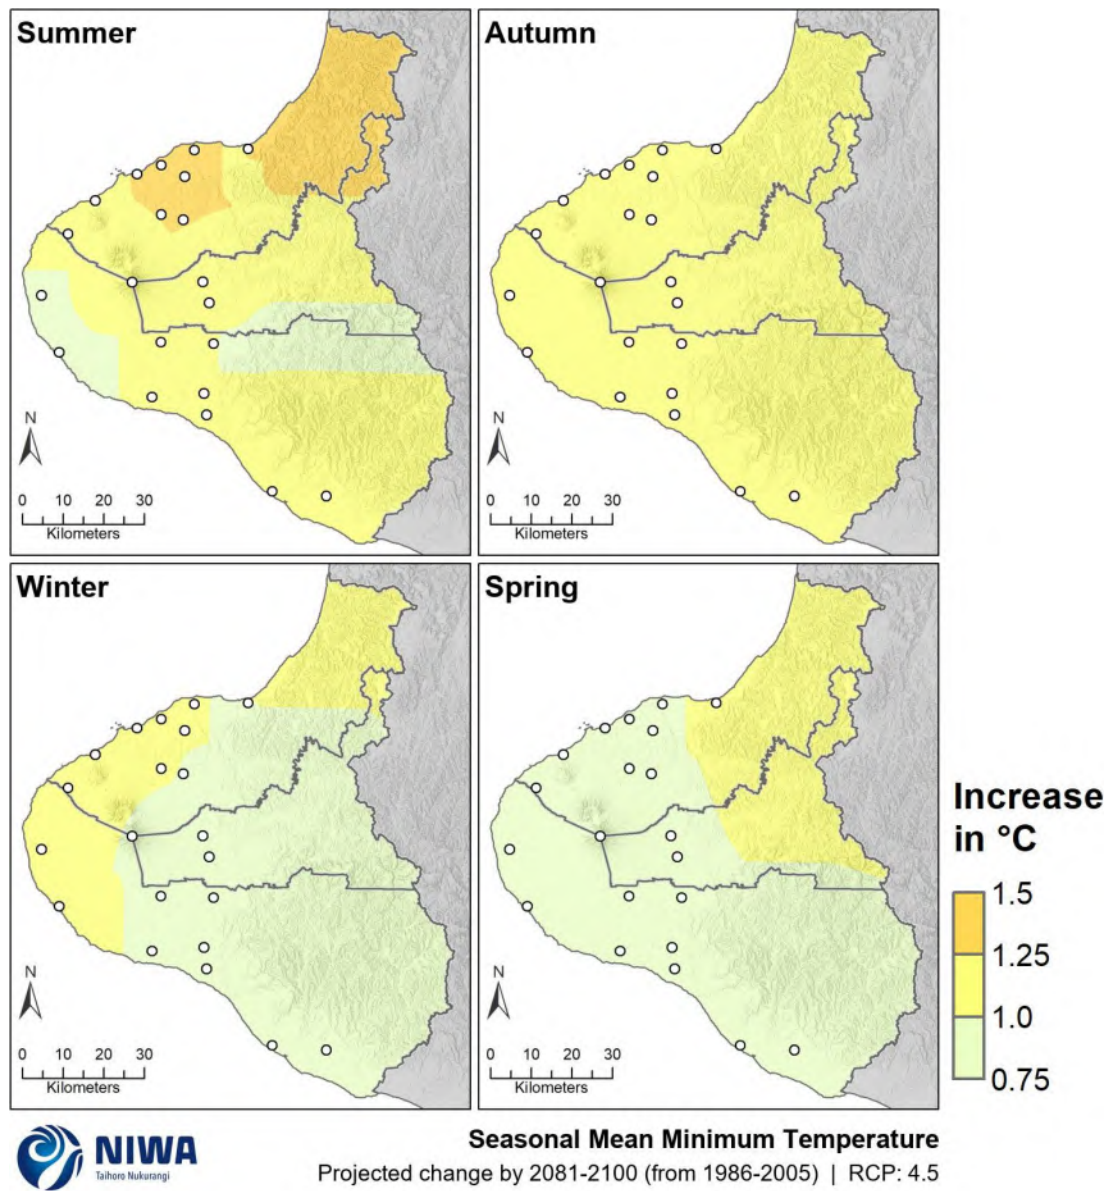 Summer
Autumn
N
0 10 20 30
Kilometers
N
0 10 20 30
Kilometers
Winter
Spring
N
0 10 20 30
Kilometers
N
0 10 20 30
Kilometers
Increase
in °C
1.5
1.25
1.0
0.75
NIWA
Taihoro Nukurangi
Seasonal Mean Minimum Temperature
Projected change by 2081-2100 (from 1986-2005) | RCP: 4.5